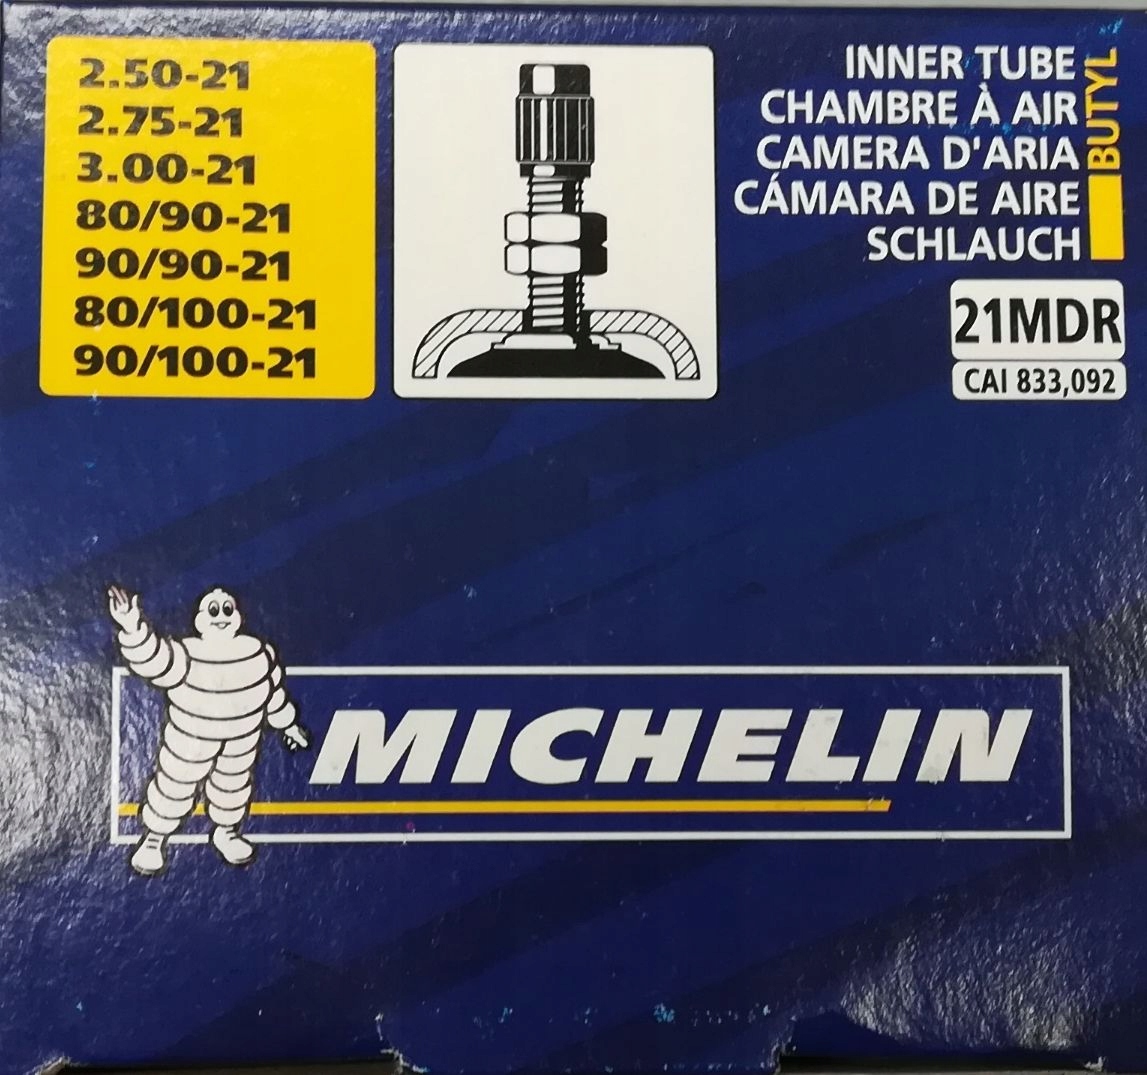 2.50-21
2.75-21
3.00-21
80/90-21
90/90-21
80/100-21
90/100-21
INNER TUBE
CHAMBRE À AIR
CAMERA D'ARIA
CÁMARA DE AIRE
SCHLAUCH
BUTYL
21MDR
CAI 833,092
MICHELIN